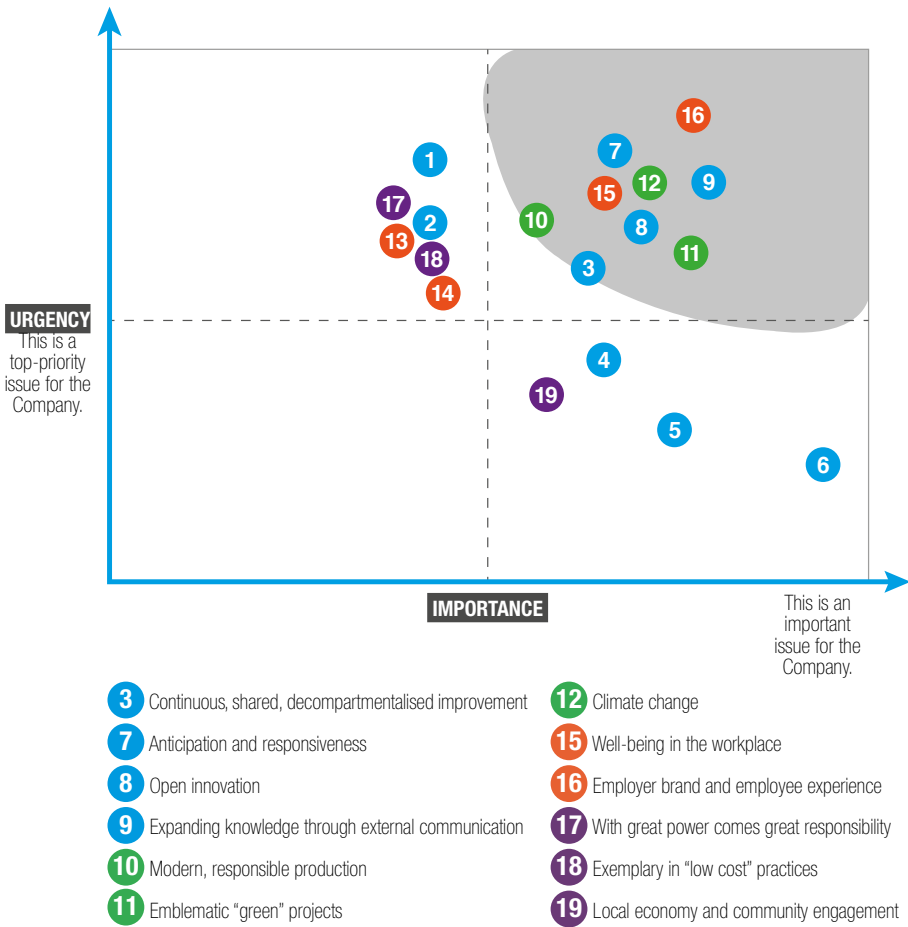 16
7
1
12
9
15
17
10
2
8
13
18
11
3
14
URGENCY
This is a
top-priority
issue for the
Company.
4
19
5
6
IMPORTANCE
This is an
important
issue for the
Company.
3 Continuous, shared, decompartmentalised improvement
7 Anticipation and responsiveness
8 Open innovation
9 Expanding knowledge through external communication
10 Modern, responsible production
11 Emblematic “green” projects
12 Climate change
15 Well-being in the workplace
16 Employer brand and employee experience
17 With great power comes great responsibility
18 Exemplary in “low cost” practices
19 Local economy and community engagement